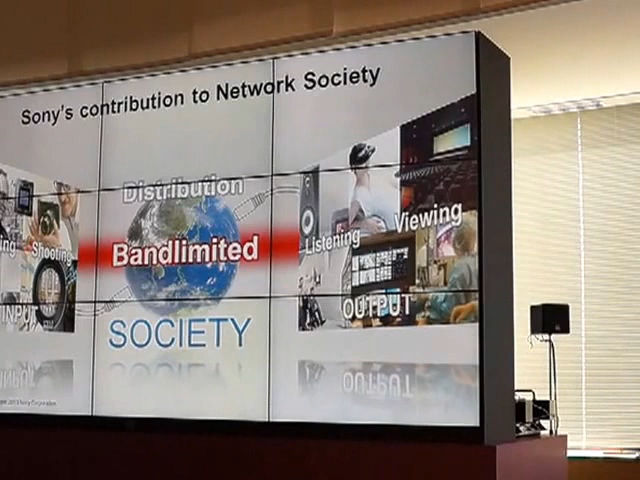 Sony's contribution to Network Society
Distribution
Bandlimited
SOCIETY
Shooting
INPUT
Listening
Viewing
OUTPUT